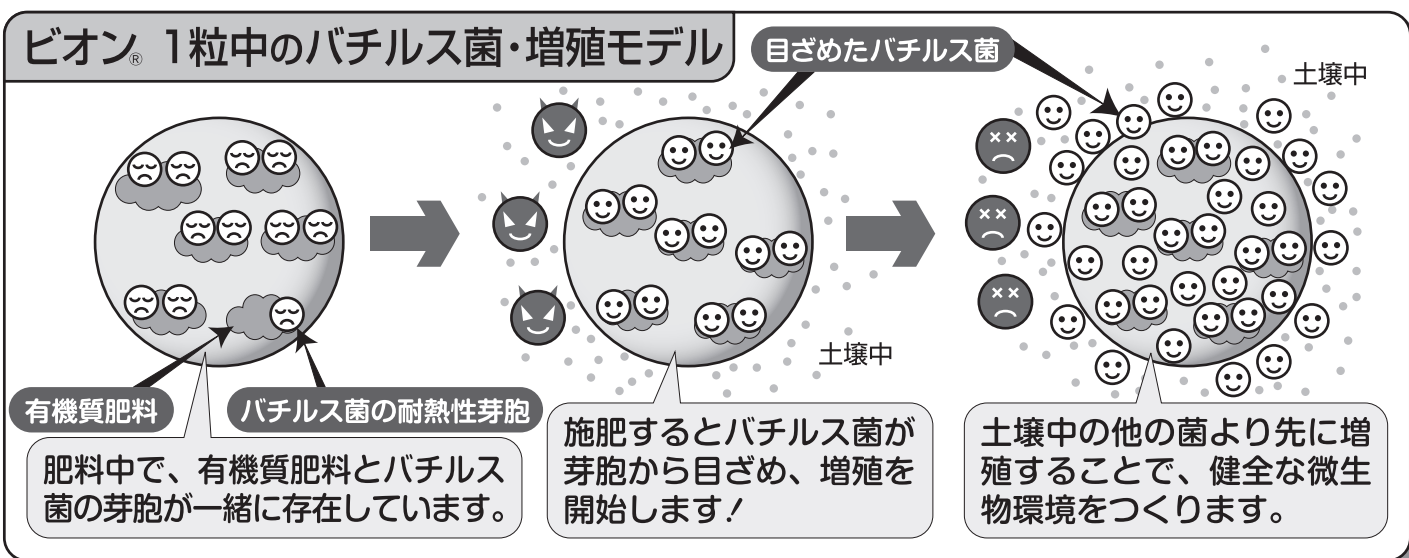 ビオン® 1粒中のバチルス菌・増殖モデル
目ざめたバチルス菌
土壌中
土壌中
有機質肥料
バチルス菌の耐熱性芽胞
肥料中で、有機質肥料とバチルス
菌の芽胞が一緒に存在しています。
施肥するとバチルス菌が
芽胞から目ざめ、増殖を
開始します!
土壌中の他の菌より先に増
殖することで、健全な微生
物環境をつくります。